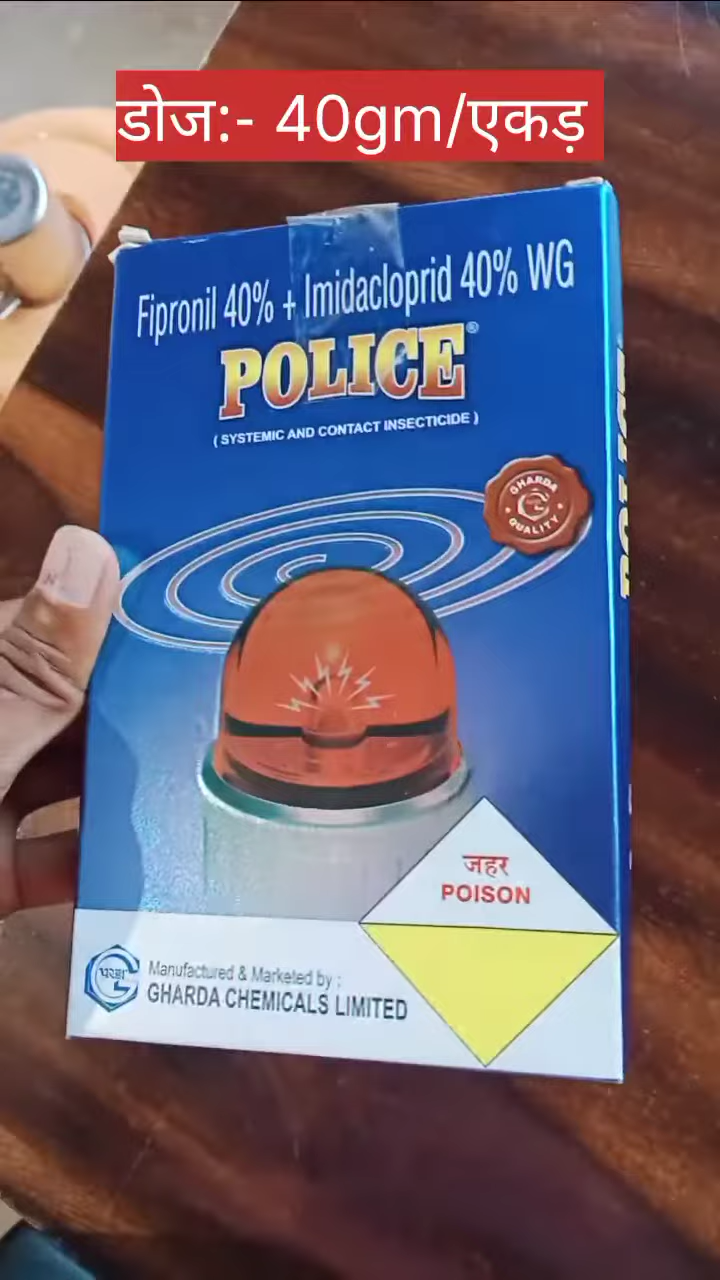 डोज:- 40gm/एकड़
Fipronil 40% + Imidacloprid 40% WG
POLICE®
( SYSTEMIC AND CONTACT INSECTICIDE )
GHARDA
QUALITY
जहर
POISON
Manufactured & Marketed by :
GHARDA CHEMICALS LIMITED
POLICE